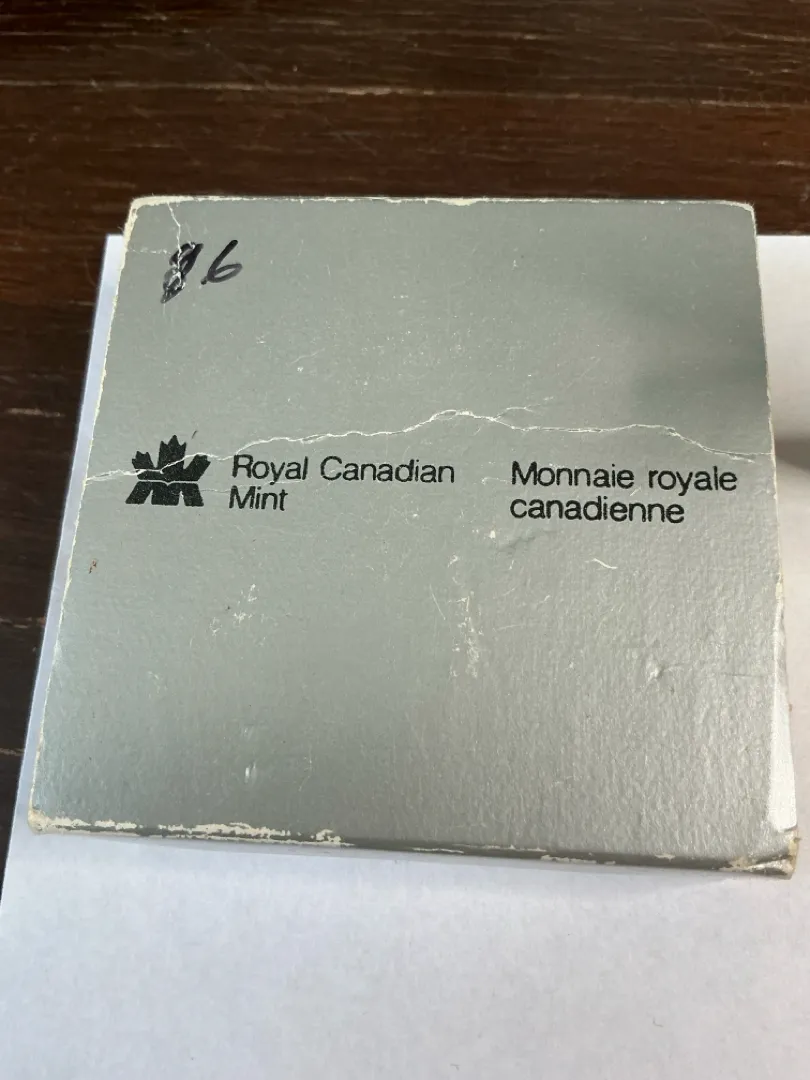 86
Royal Canadian
Mint
Monnaie royale
canadienne